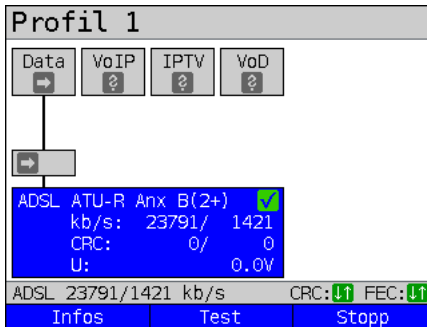 Profil 1
Data VoIP IPTV VoD
ADSL ATU-R Anx B(2+)
kb/s: 23791/ 1421
CRC: 0/ 0
U: 0.0V
ADSL 23791/1421 kb/s CRC: FEC:
Infos Test Stopp